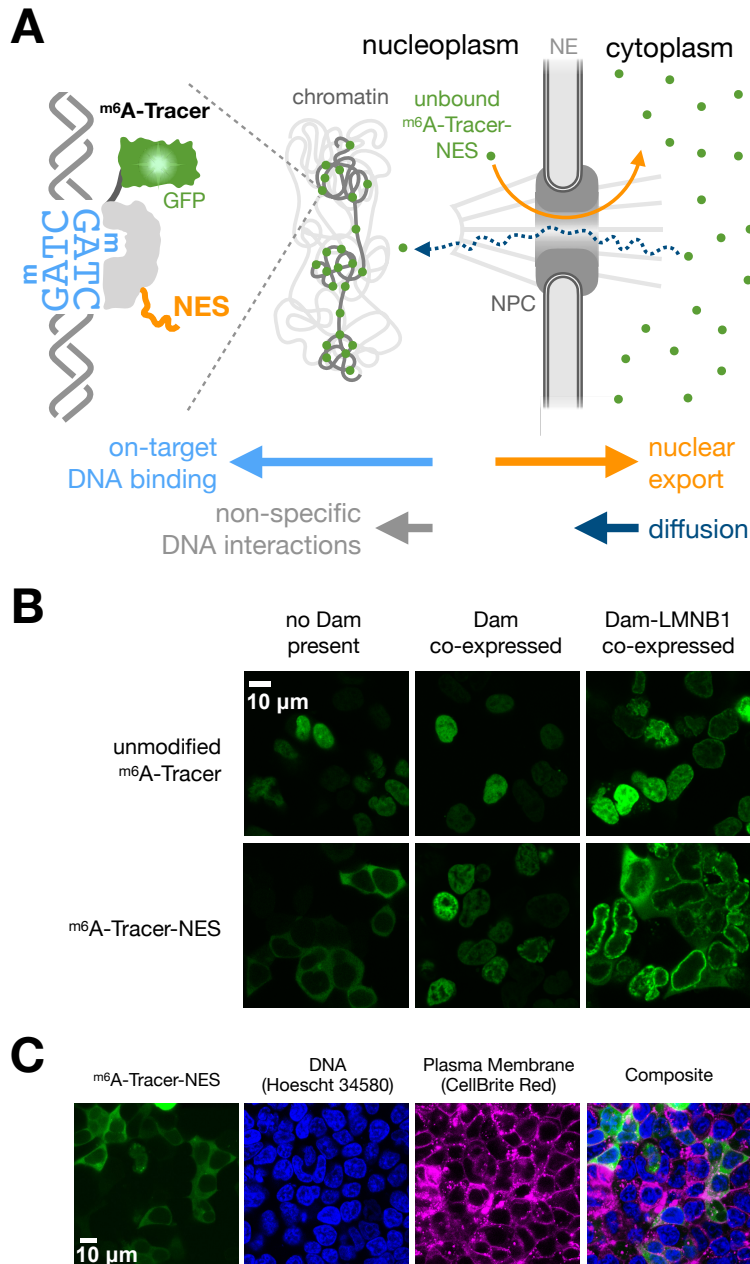 A
nucleoplasm
NE
cytoplasm
m6A-Tracer
chromatin
unbound
m6A-Tracer-
NES
GFP
m
GATC
GATC
m
NES
NPC
on-target
DNA binding
nuclear
export
non-specific
DNA interactions
diffusion
B
no Dam
present
Dam
co-expressed
Dam-LMNB1
co-expressed
10 µm
unmodified
m6A-Tracer
m6A-Tracer-NES
C
m6A-Tracer-NES
DNA
(Hoescht 34580)
Plasma Membrane
(CellBrite Red)
Composite
10 µm